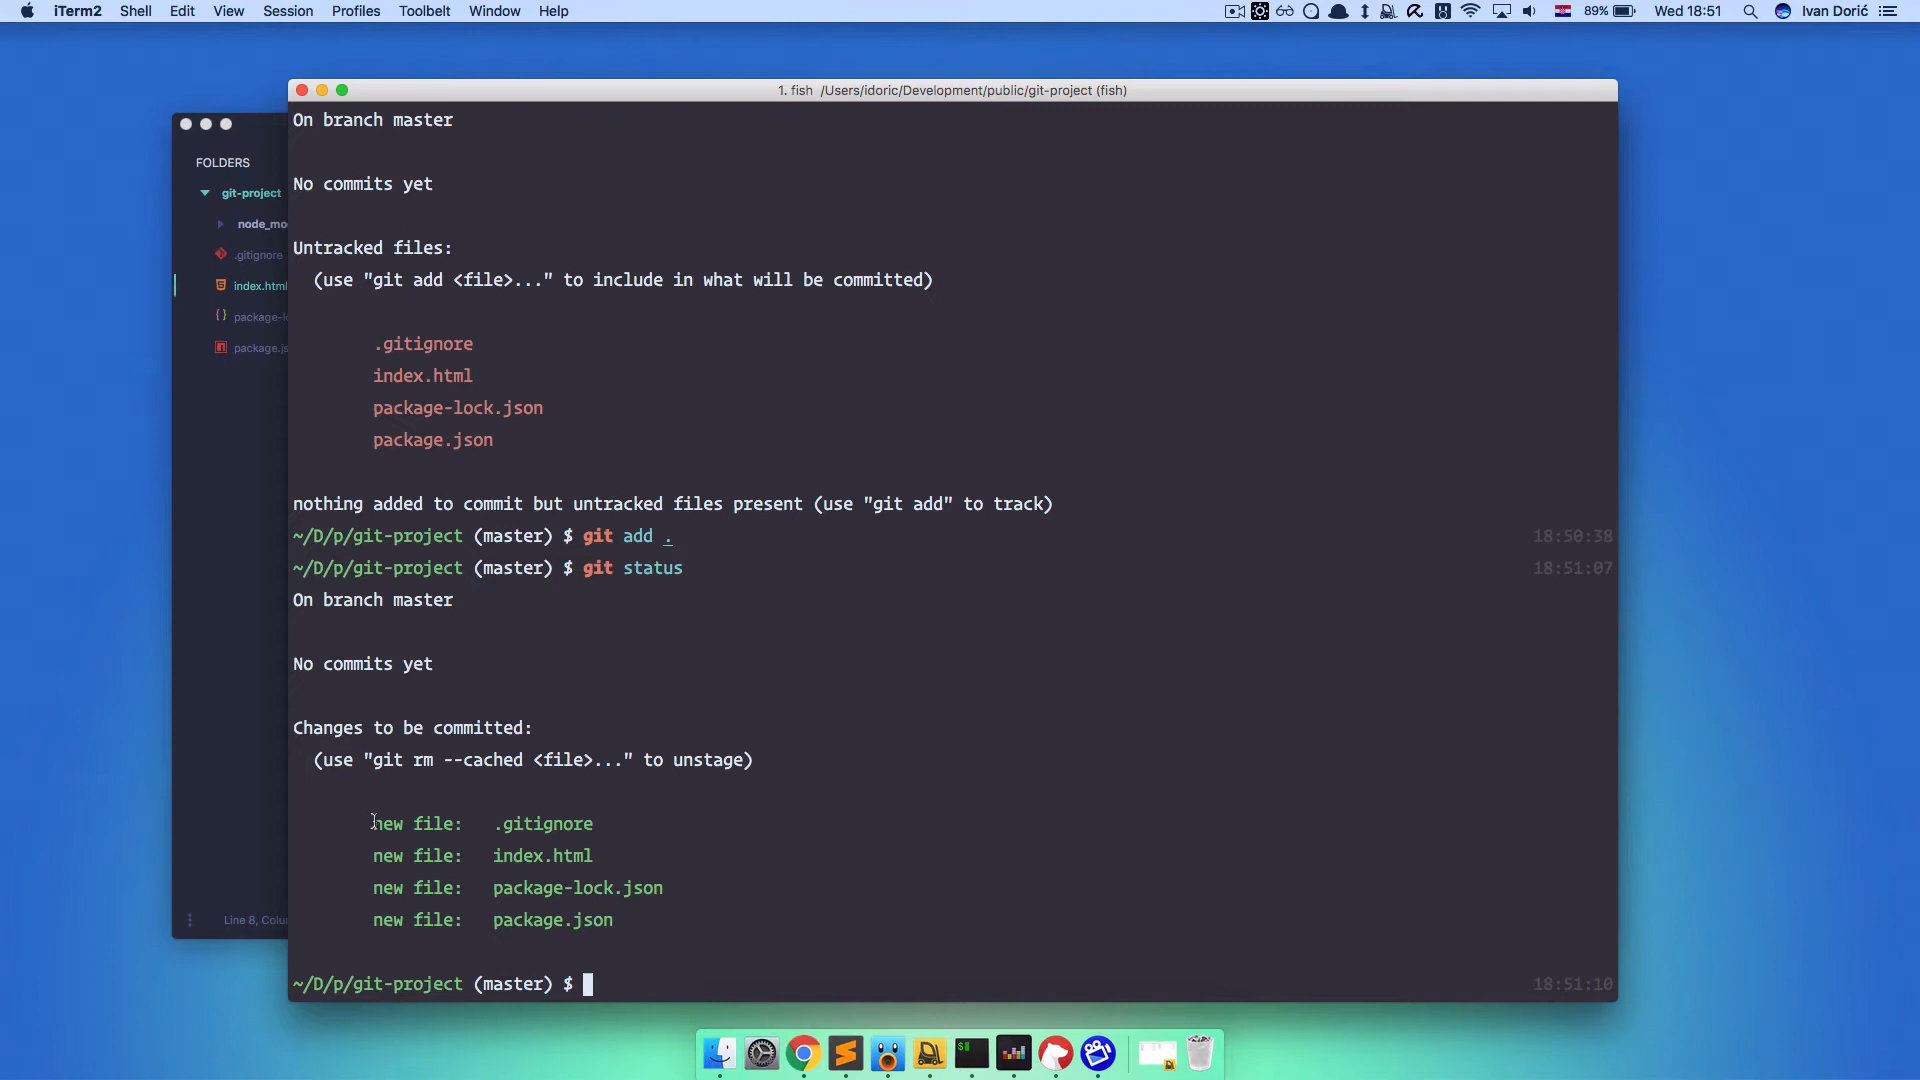 iTerm2 Shell Edit View Session Profiles Toolbelt Window Help 89% Wed 18:51 Ivan Dorić
1. fish /Users/idoric/Development/public/git-project (fish)
FOLDERS
git-project
node_mo
.gitignore
index.html
package-l
package.js
Line 8, Colu
On branch master
No commits yet
Untracked files:
(use "git add <file>..." to include in what will be committed)
.gitignore
index.html
package-lock.json
package.json
nothing added to commit but untracked files present (use "git add" to track)
~/D/p/git-project (master) $ git add . 18:50:38
~/D/p/git-project (master) $ git status 18:51:07
On branch master
No commits yet
Changes to be committed:
(use "git rm --cached <file>..." to unstage)
new file: .gitignore
new file: index.html
new file: package-lock.json
new file: package.json
~/D/p/git-project (master) $ 18:51:10